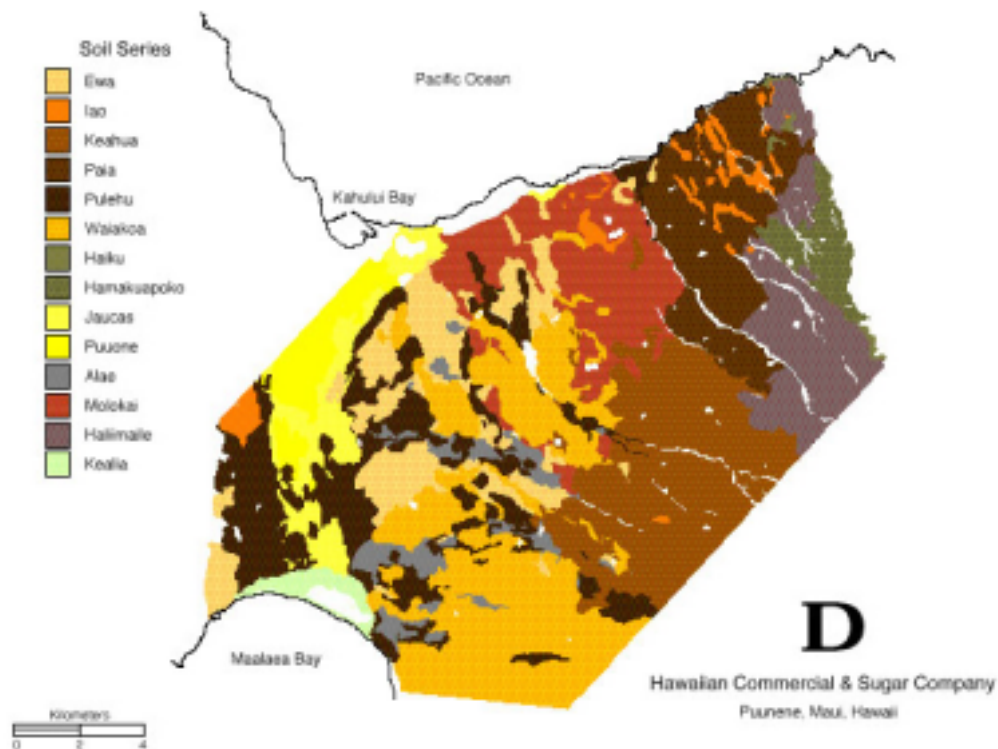 Soil Series
Ewa
Iao
Keahua
Paia
Pulehu
Waiakoa
Haiku
Hamakuapoko
Jaucas
Puuone
Alae
Molokai
Haliimaile
Kealia
Pacific Ocean
Kahului Bay
Maalaea Bay
D
Hawaiian Commercial & Sugar Company
Puunene, Maui, Hawaii
Kilometers
0 2 4